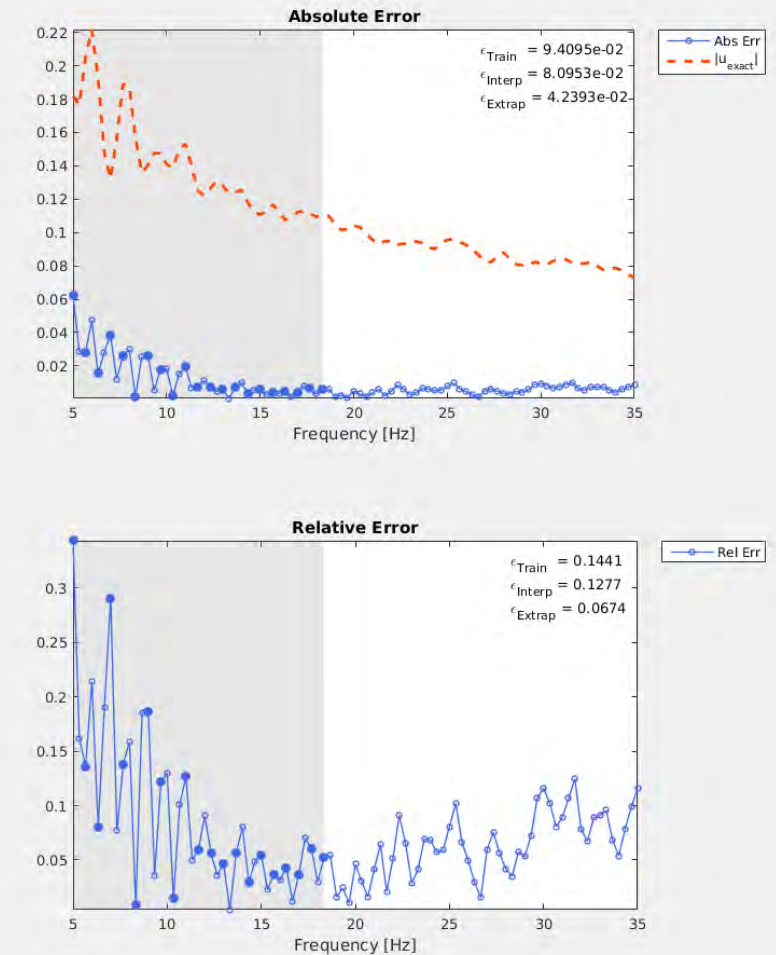 Absolute Error
0.22
0.2
0.18
0.16
0.14
0.12
0.1
0.08
0.06
0.04
0.02
ϵTrain = 9.4095e-02
ϵInterp = 8.0953e-02
ϵExtrap = 4.2393e-02
Abs Err
|u_exact|
5 10 15 20 25 30 35
Frequency [Hz]
Relative Error
0.3
0.25
0.2
0.15
0.1
0.05
ϵTrain = 0.1441
ϵInterp = 0.1277
ϵExtrap = 0.0674
Rel Err
5 10 15 20 25 30 35
Frequency [Hz]